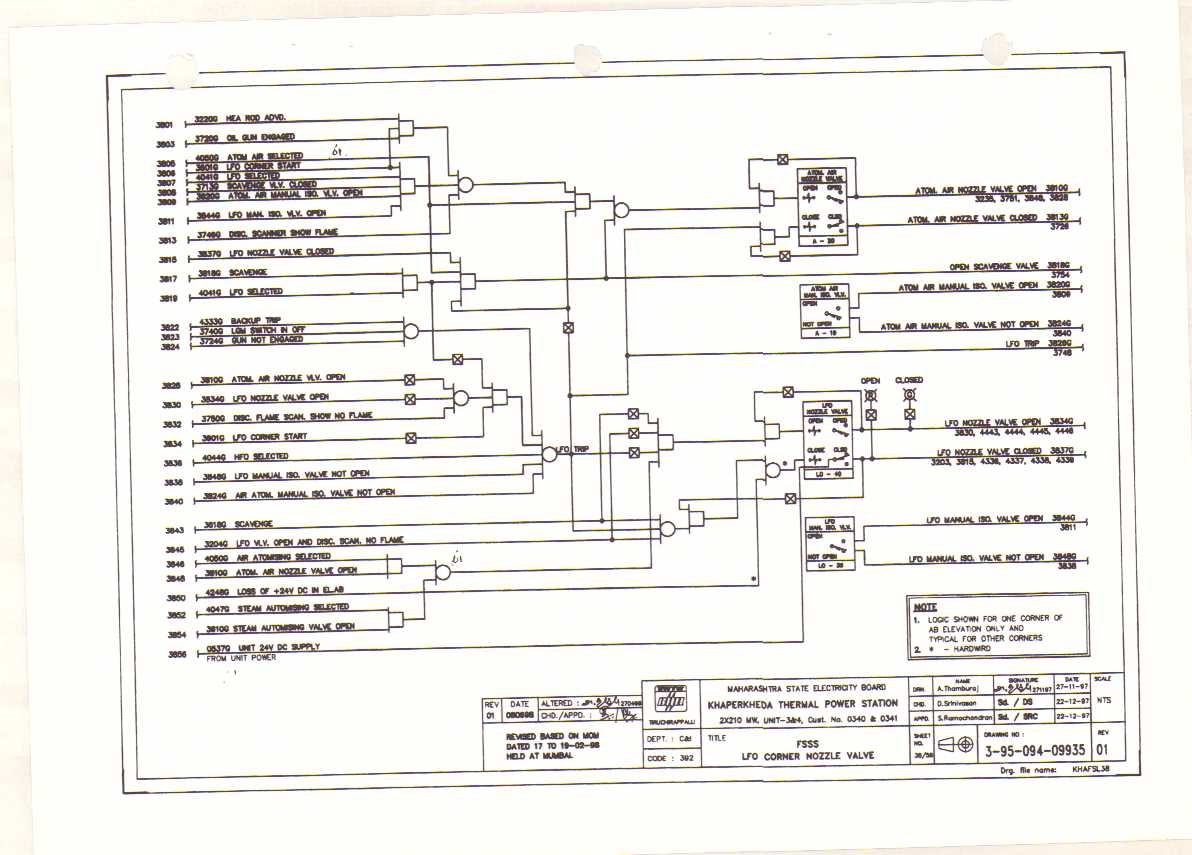 3801 3220G HEA ROD ADVD.
3803 3720G OIL GUN ENGAGED
3805 4050G ATOM AIR SELECTED
3806 3801G LFO CORNER START
3807 4041G LFO SELECTED
3808 3713G SCAVENGE VLV. CLOSED
3809 3820G ATOM. AIR MANUAL ISO. VLV. OPEN
3811 3844G LFO MAN. ISO. VLV. OPEN
3813 3746G DISC. SCANNER SHOW FLAME
3815 3837G LFO NOZZLE VALVE CLOSED
3817 3818G SCAVENGE
3819 4041G LFO SELECTED
3822 4333G BACKUP TRIP
3823 3740G LGM SWITCH IN OFF
3824 3724G GUN NOT ENGAGED
3828 3810G ATOM. AIR NOZZLE VLV. OPEN
3830 3834G LFO NOZZLE VALVE OPEN
3832 3750G DISC. FLAME SCAN. SHOW NO FLAME
3834 3801G LFO CORNER START
3836 4044G HFO SELECTED
3838 3848G LFO MANUAL ISO. VALVE NOT OPEN
3840 3824G AIR ATOM. MANUAL ISO. VALVE NOT OPEN
3843 3818G SCAVENGE
3845 3204G LFO VLV. OPEN AND DISC. SCAN. NO FLAME
3846 4050G AIR ATOMISING SELECTED
3848 3810G ATOM. AIR NOZZLE VALVE OPEN
3850 4248G LOSS OF +24V DC IN ELAB
3852 4047G STEAM AUTOMISING SELECTED
3854 3810G STEAM AUTOMISING VALVE OPEN
3856 0537G UNIT 24V DC SUPPLY
FROM UNIT POWER
LFO TRIP
*
*
ATOM. AIR
NOZZLE VALVE
OPEN OPED
CLOSE CLSD
A - 20
ATOM AIR
MAN. ISO. VLV.
OPEN
NOT OPEN
A - 10
OPEN CLOSED
LFO
NOZZLE VALVE
OPEN OPED
CLOSE CLSD
LO - 40
LFO
MAN. ISO. VLV.
OPEN
NOT OPEN
LO - 35
ATOM. AIR NOZZLE VALVE OPEN 3810G
3236, 3751, 3848, 3828
ATOM. AIR NOZZLE VALVE CLOSED 3813G
3726
OPEN SCAVENGE VALVE 3818G
3754
ATOM AIR MANUAL ISO. VALVE OPEN 3820G
3809
ATOM AIR MANUAL ISO. VALVE NOT OPEN 3824G
3840
LFO TRIP 3826G
3748
LFO NOZZLE VALVE OPEN 3834G
3830, 4443, 4444, 4445, 4446
LFO NOZZLE VALVE CLOSED 3837G
3203, 3815, 4336, 4337, 4338, 4339
LFO MANUAL ISO. VALVE OPEN 3844G
3811
LFO MANUAL ISO. VALVE NOT OPEN 3848G
3838
NOTE
1. LOGIC SHOWN FOR ONE CORNER OF
AB ELEVATION ONLY AND
TYPICAL FOR OTHER CORNERS
2. * - HARDWIRD
REV DATE ALTERED : 270498
01 050598 CHD./APPD. :
REVISED BASED ON MOM
DATED 17 TO 19-02-98
HELD AT MUMBAI.
TIRUCHIRAPPALLI
DEPT. : C&I
CODE : 392
MAHARASHTRA STATE ELECTRICITY BOARD
KHAPERKHEDA THERMAL POWER STATION
2X210 MW, UNIT-3&4, Cust. No. 0340 & 0341
TITLE
FSSS
LFO CORNER NOZZLE VALVE
NAME SIGNATURE DATE SCALE
DRN. A.Thamburaj 271197 27-11-97
CHD. D.Srinivasan Sd. / DS 22-12-97 NTS
APPD. S.Ramachandran Sd. / SRC 22-12-97
SHEET NO. 38/56
DRAWING NO : 3-95-094-09935
REV 01
Drg. file name: KHAFSL38